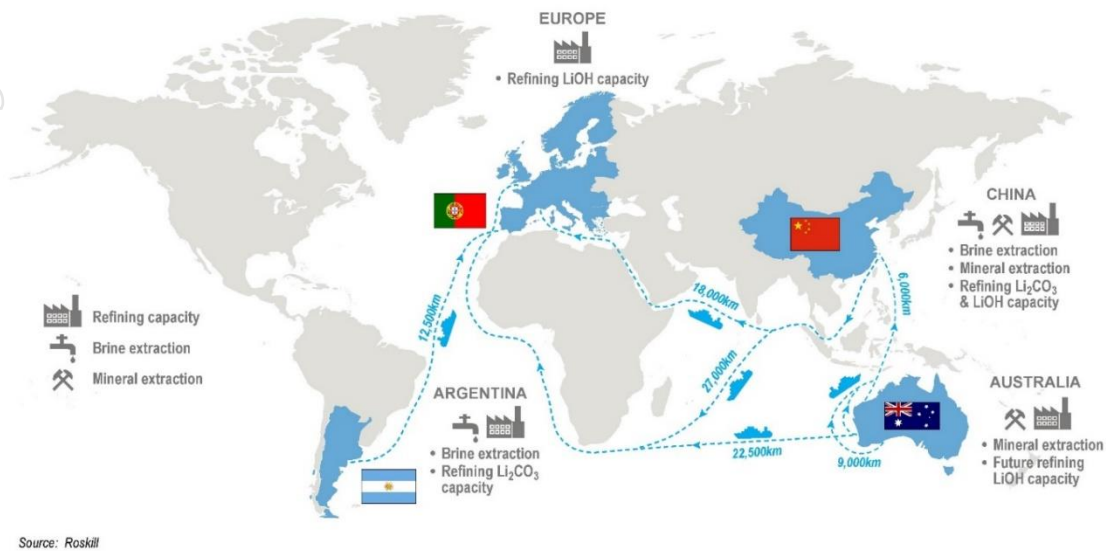 EUROPE
• Refining LiOH capacity
CHINA
• Brine extraction
• Mineral extraction
• Refining Li₂CO₃
& LiOH capacity
6,000km
18,000km
12,500km
27,000km
Refining capacity
Brine extraction
Mineral extraction
ARGENTINA
• Brine extraction
• Refining Li₂CO₃
capacity
AUSTRALIA
• Mineral extraction
• Future refining
LiOH capacity
22,500km
9,000km
Source: Roskill